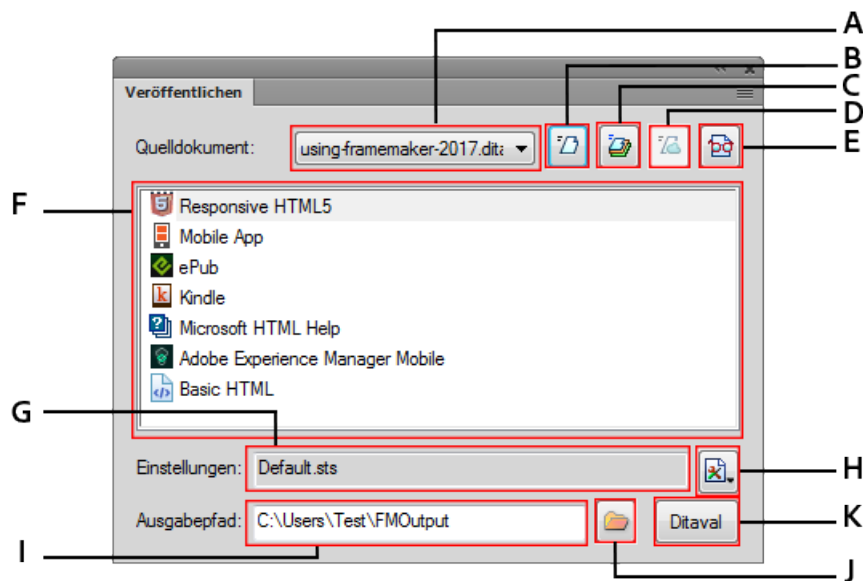 A
B
C
D
E
Veröffentlichen
Quelldokument:
using-framemaker-2017.dita
F
Responsive HTML5
Mobile App
ePub
Kindle
Microsoft HTML Help
Adobe Experience Manager Mobile
Basic HTML
G
Einstellungen:
Default.sts
H
Ausgabepfad:
C:\Users\Test\FMOutput
Ditaval
K
I
J